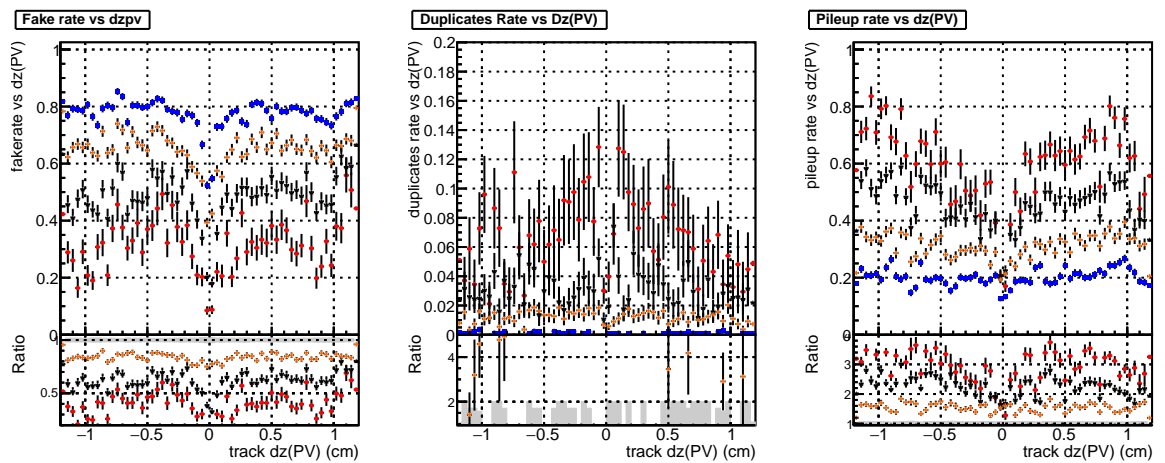 Fake rate vs dzpv
fakerate vs dz(PV)
1
0.8
0.6
0.4
0.2
0
Ratio
0.5
−1 −0.5 0 0.5 1
track dz(PV) (cm)
Duplicates Rate vs Dz(PV)
duplicates rate vs dz(PV)
0.2
0.18
0.16
0.14
0.12
0.1
0.08
0.06
0.04
0.02
0
Ratio
4
2
−1 −0.5 0 0.5 1
track dz(PV) (cm)
Pileup rate vs dz(PV)
pileup rate vs dz(PV)
1
0.8
0.6
0.4
0.2
0
Ratio
3
2
1
−1 −0.5 0 0.5 1
track dz(PV) (cm)